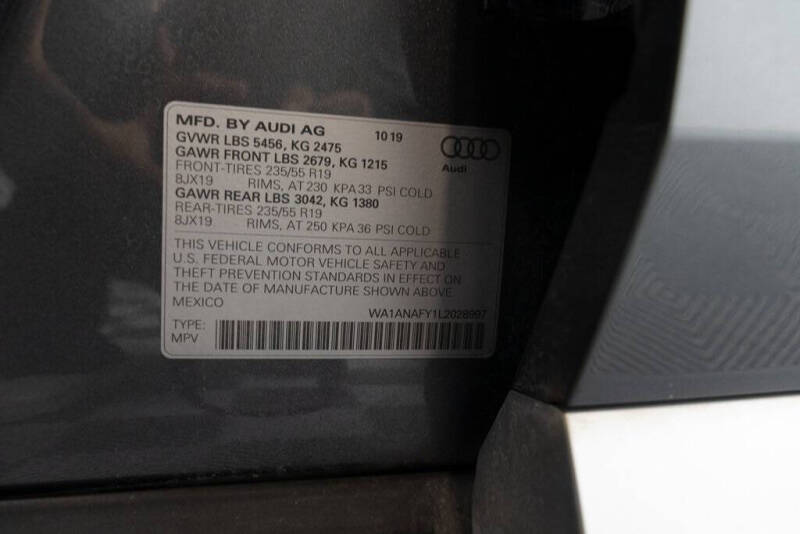 MFD. BY AUDI AG 10 19
GVWR LBS 5456, KG 2475
GAWR FRONT LBS 2679, KG 1215
FRONT-TIRES 235/55 R19
8JX19 RIMS, AT 230 KPA 33 PSI COLD
GAWR REAR LBS 3042, KG 1380
REAR-TIRES 235/55 R19
8JX19 RIMS, AT 250 KPA 36 PSI COLD
Audi
THIS VEHICLE CONFORMS TO ALL APPLICABLE
U.S. FEDERAL MOTOR VEHICLE SAFETY AND
THEFT PREVENTION STANDARDS IN EFFECT ON
THE DATE OF MANUFACTURE SHOWN ABOVE
MEXICO
WA1ANAFY1L2028997
TYPE:
MPV